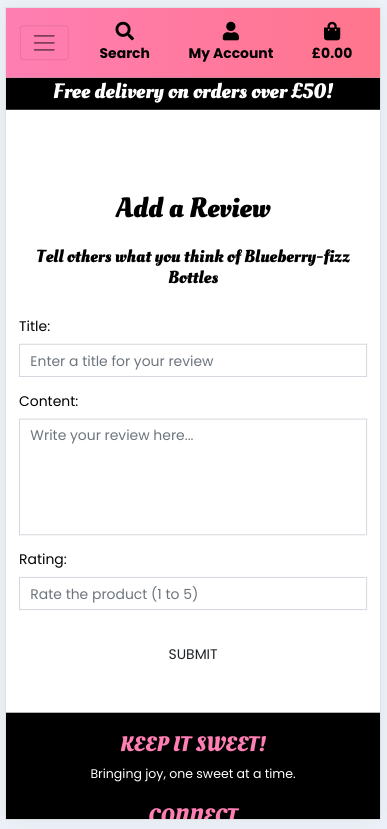 Search
My Account
£0.00
Free delivery on orders over £50!
Add a Review
Tell others what you think of Blueberry-fizz
Bottles
Title:
Enter a title for your review
Content:
Write your review here...
Rating:
Rate the product (1 to 5)
SUBMIT
KEEP IT SWEET!
Bringing joy, one sweet at a time.
CONNECT